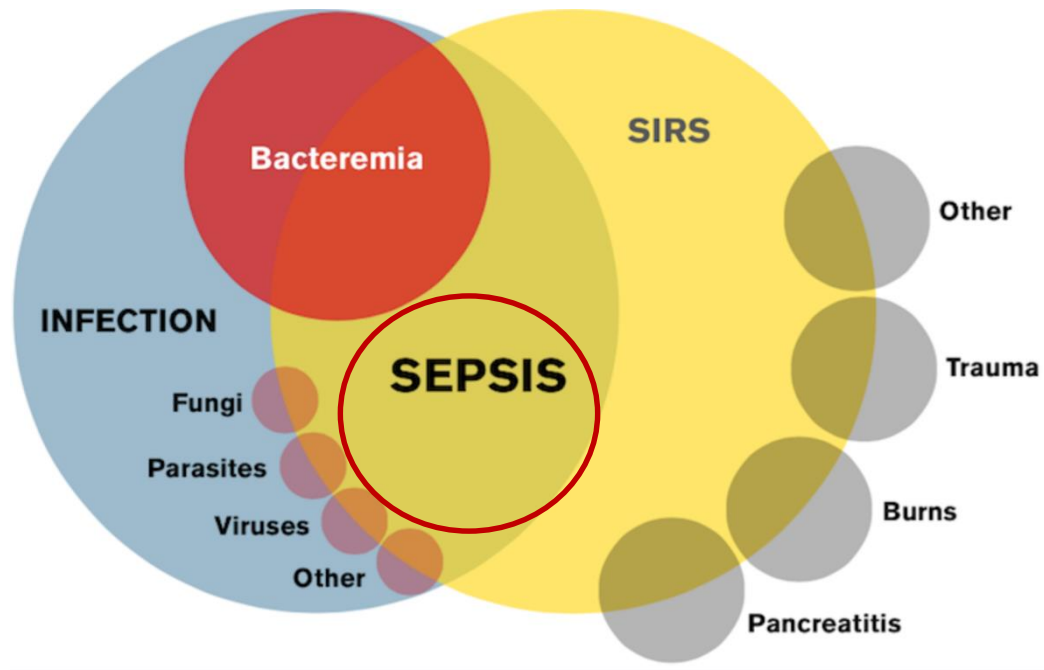 SIRS
Bacteremia
Other
INFECTION
Trauma
SEPSIS
Fungi
Parasites
Burns
Viruses
Other
Pancreatitis